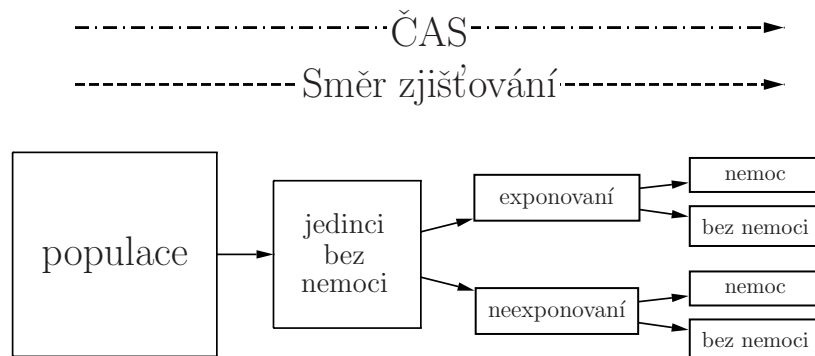 ČAS
Směr zjišťování
populace
jedinci
bez
nemoci
exponovaní
neexponovaní
nemoc
bez nemoci
nemoc
bez nemoci